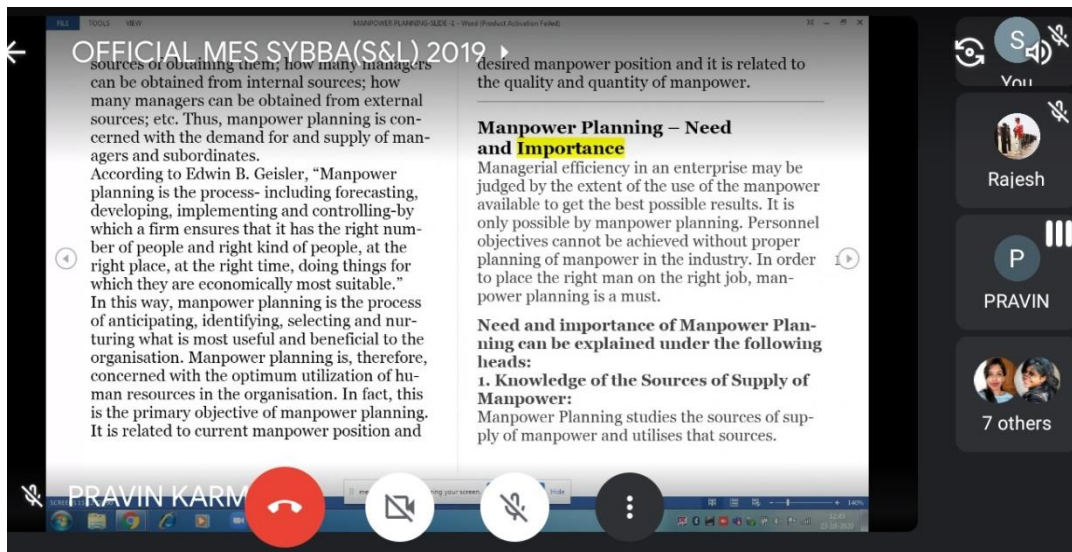 FILE TOOLS VIEW
MANPOWER PLANNING-SLIDE -1 - Word (Product Activation Failed)
OFFICIAL MES SYBBA(S&L) 2019
sources of obtaining them; how many managers
can be obtained from internal sources; how
many managers can be obtained from external
sources; etc. Thus, manpower planning is con-
cerned with the demand for and supply of man-
agers and subordinates.
According to Edwin B. Geisler, “Manpower
planning is the process- including forecasting,
developing, implementing and controlling-by
which a firm ensures that it has the right num-
ber of people and right kind of people, at the
right place, at the right time, doing things for
which they are economically most suitable.”
In this way, manpower planning is the process
of anticipating, identifying, selecting and nur-
turing what is most useful and beneficial to the
organisation. Manpower planning is, therefore,
concerned with the optimum utilization of hu-
man resources in the organisation. In fact, this
is the primary objective of manpower planning.
It is related to current manpower position and
desired manpower position and it is related to
the quality and quantity of manpower.
Manpower Planning – Need
and Importance
Managerial efficiency in an enterprise may be
judged by the extent of the use of the manpower
available to get the best possible results. It is
only possible by manpower planning. Personnel
objectives cannot be achieved without proper
planning of manpower in the industry. In order
to place the right man on the right job, man-
power planning is a must.
Need and importance of Manpower Plan-
ning can be explained under the following
heads:
1. Knowledge of the Sources of Supply of
Manpower:
Manpower Planning studies the sources of sup-
ply of manpower and utilises that sources.
PRAVIN KARM
your screen.
Hide
140%
12:43
S
You
Rajesh
P
PRAVIN
7 others